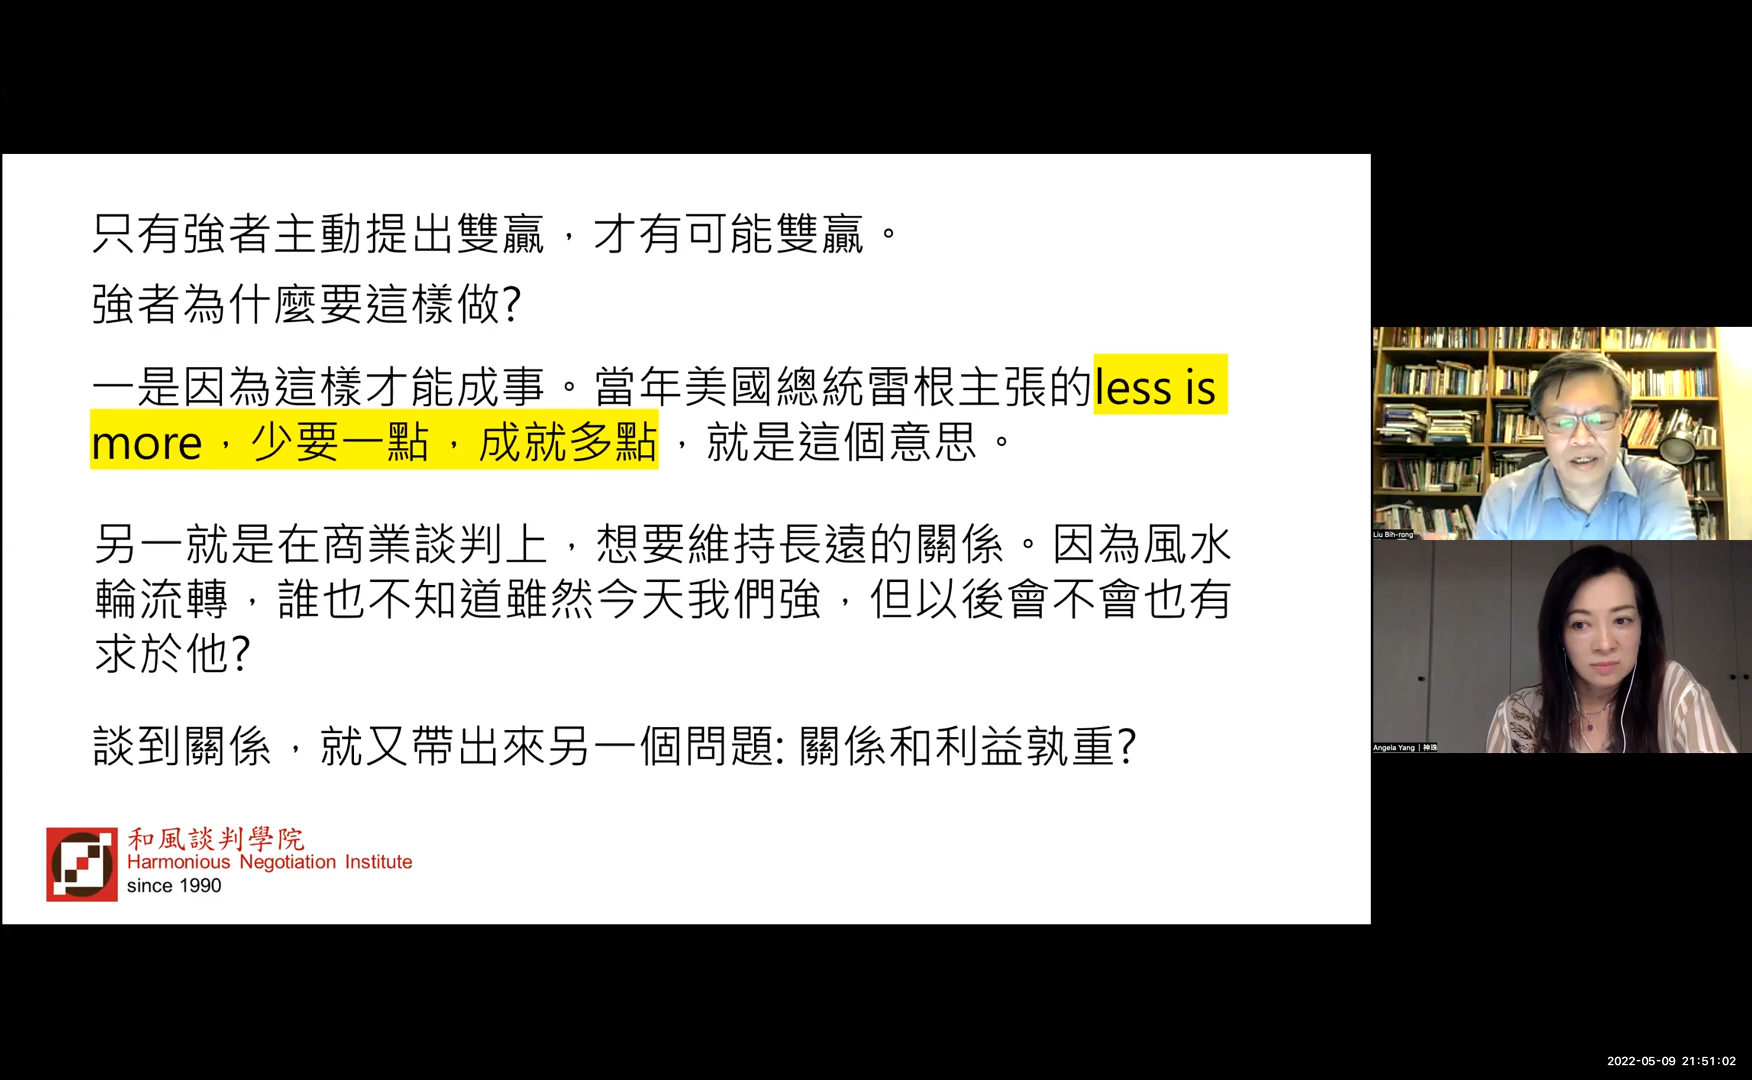 只有強者主動提出雙贏，才有可能雙贏。
強者為什麼要這樣做?
一是因為這樣才能成事。當年美國總統雷根主張的less is
more，少要一點，成就多點，就是這個意思。
另一就是在商業談判上，想要維持長遠的關係。因為風水
輪流轉，誰也不知道雖然今天我們強，但以後會不會也有
求於他?
談到關係，就又帶出來另一個問題: 關係和利益孰重?
和風談判學院
Harmonious Negotiation Institute
since 1990
Liu Bih-rong
Angela Yang | 神珠
2022-05-09 21:51:02